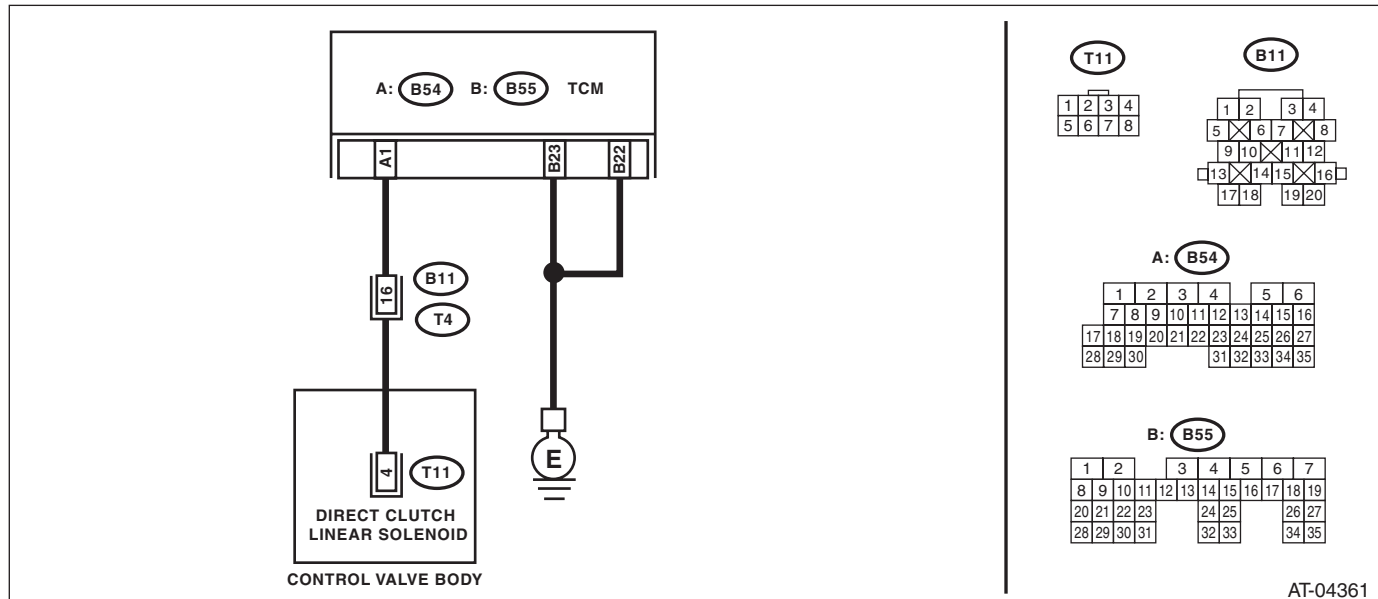 A: B54 B: B55 TCM
A1 B23 B22
16
B11
T4
4
T11
E
DIRECT CLUTCH
LINEAR SOLENOID
CONTROL VALVE BODY
T11
1 2 3 4
5 6 7 8
B11
1 2 3 4
5 6 7 8
9 10 11 12
13 14 15 16
17 18 19 20
A: B54
1 2 3 4 5 6
7 8 9 10 11 12 13 14 15 16
17 18 19 20 21 22 23 24 25 26 27
28 29 30 31 32 33 34 35
B: B55
1 2 3 4 5 6 7
8 9 10 11 12 13 14 15 16 17 18 19
20 21 22 23 24 25 26 27
28 29 30 31 32 33 34 35
AT-04361